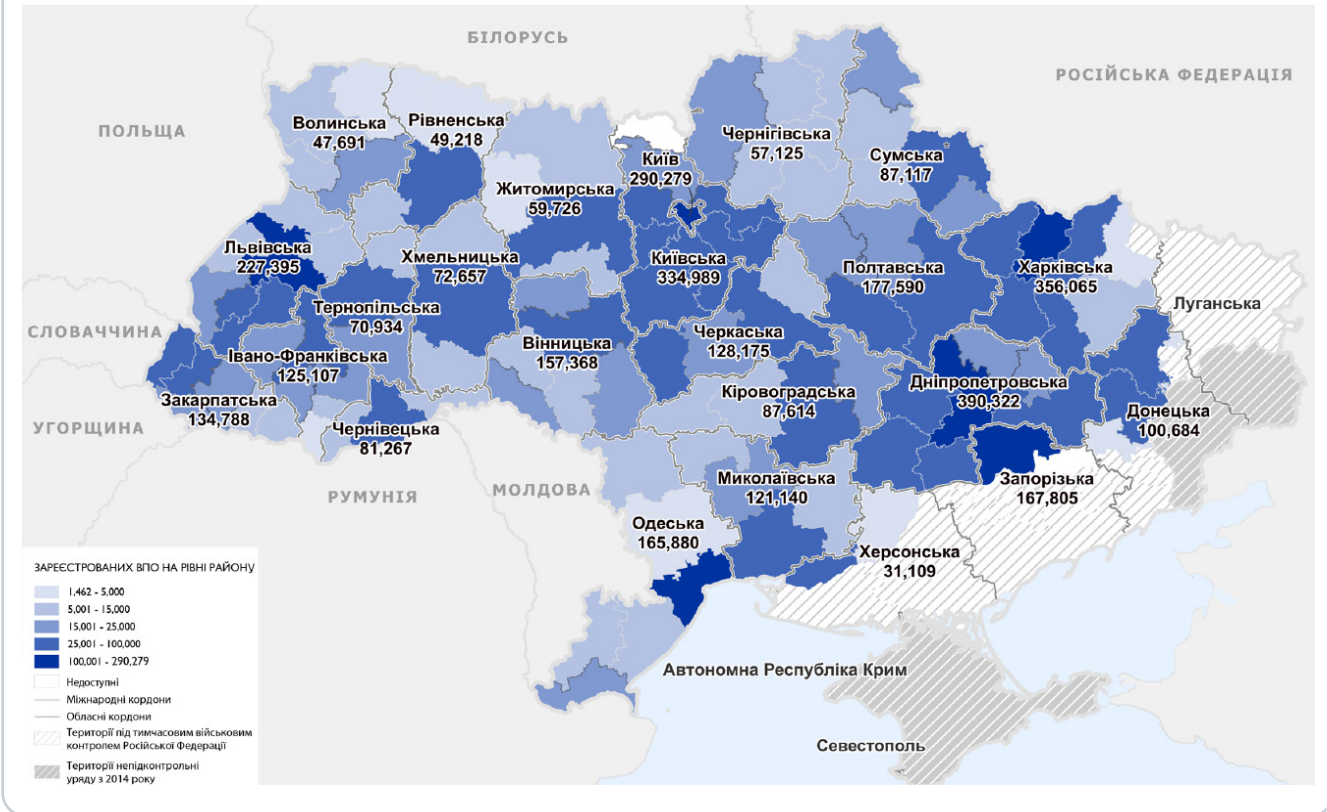 БІЛОРУСЬ
РОСІЙСЬКА ФЕДЕРАЦІЯ
ПОЛЬЩА
Волинська
47,691
Рівненська
49,218
Чернігівська
57,125
Сумська
87,117
Київ
290,279
Житомирська
59,726
Львівська
227,395
Хмельницька
72,657
Київська
334,989
Полтавська
177,590
Харківська
356,065
Луганська
СЛОВАЧЧИНА
Тернопільська
70,934
Івано-Франківська
125,107
Вінницька
157,368
Черкаська
128,175
Кіровоградська
87,614
Дніпропетровська
390,322
Донецька
100,684
Закарпатська
134,788
УГОРЩИНА
Чернівецька
81,267
РУМУНІЯ
МОЛДОВА
Миколаївська
121,140
Запорізька
167,805
Одеська
165,880
Херсонська
31,109
Автономна Республіка Крим
Севастополь
ЗАРЕЄСТРОВАНИХ ВПО НА РІВНІ РАЙОНУ
1,462 - 5,000
5,001 - 15,000
15,001 - 25,000
25,001 - 100,000
100,001 - 290,279
Недоступні
Міжнародні кордони
Обласні кордони
Території під тимчасовим військовим
контролем Російської Федерації
Території непідконтрольні
уряду з 2014 року